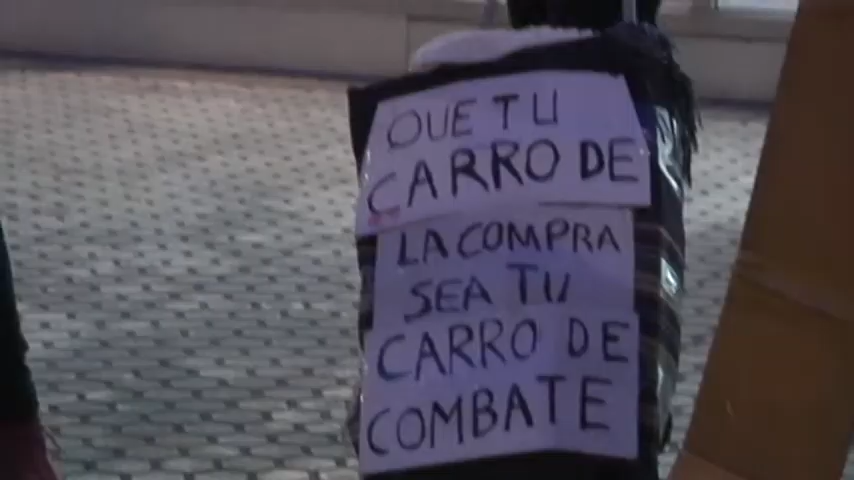 QUE TU
CARRO DE
LA COMPRA
SEA TU
CARRO DE
COMBATE